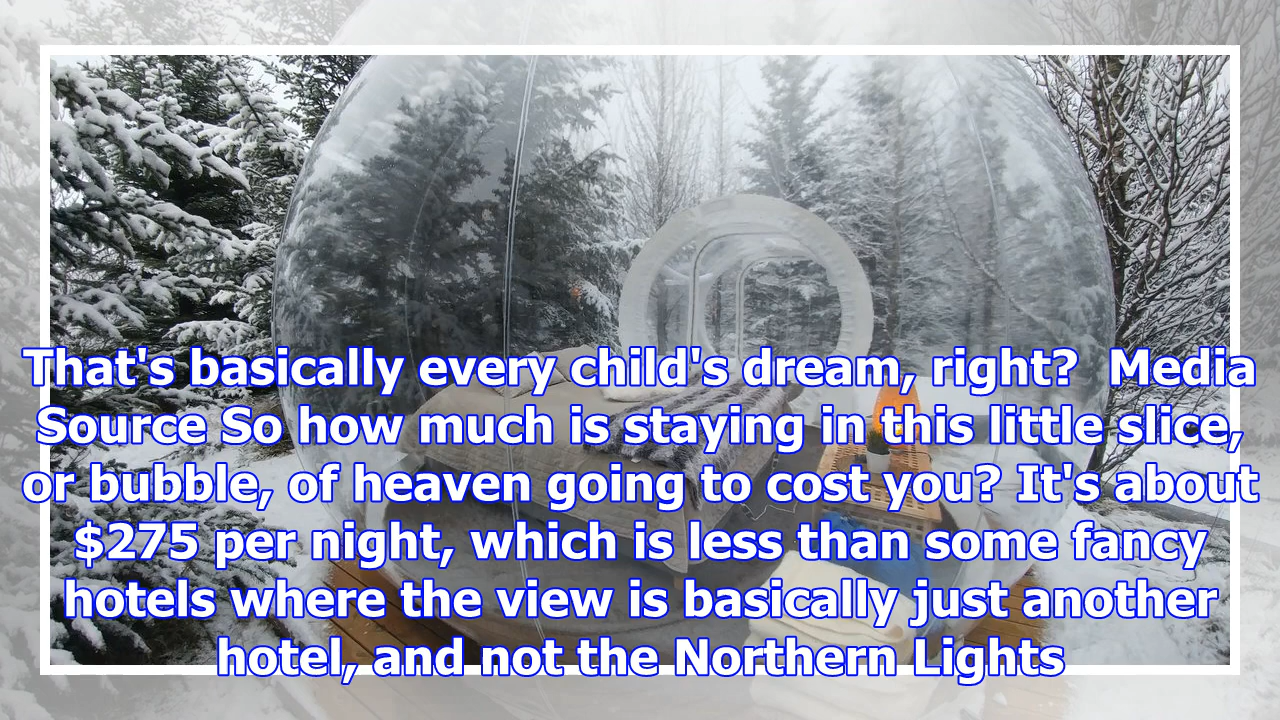 That's basically every child's dream, right?  Media
Source So how much is staying in this little slice,
or bubble, of heaven going to cost you? It's about
$275 per night, which is less than some fancy
hotels where the view is basically just another
hotel, and not the Northern Lights